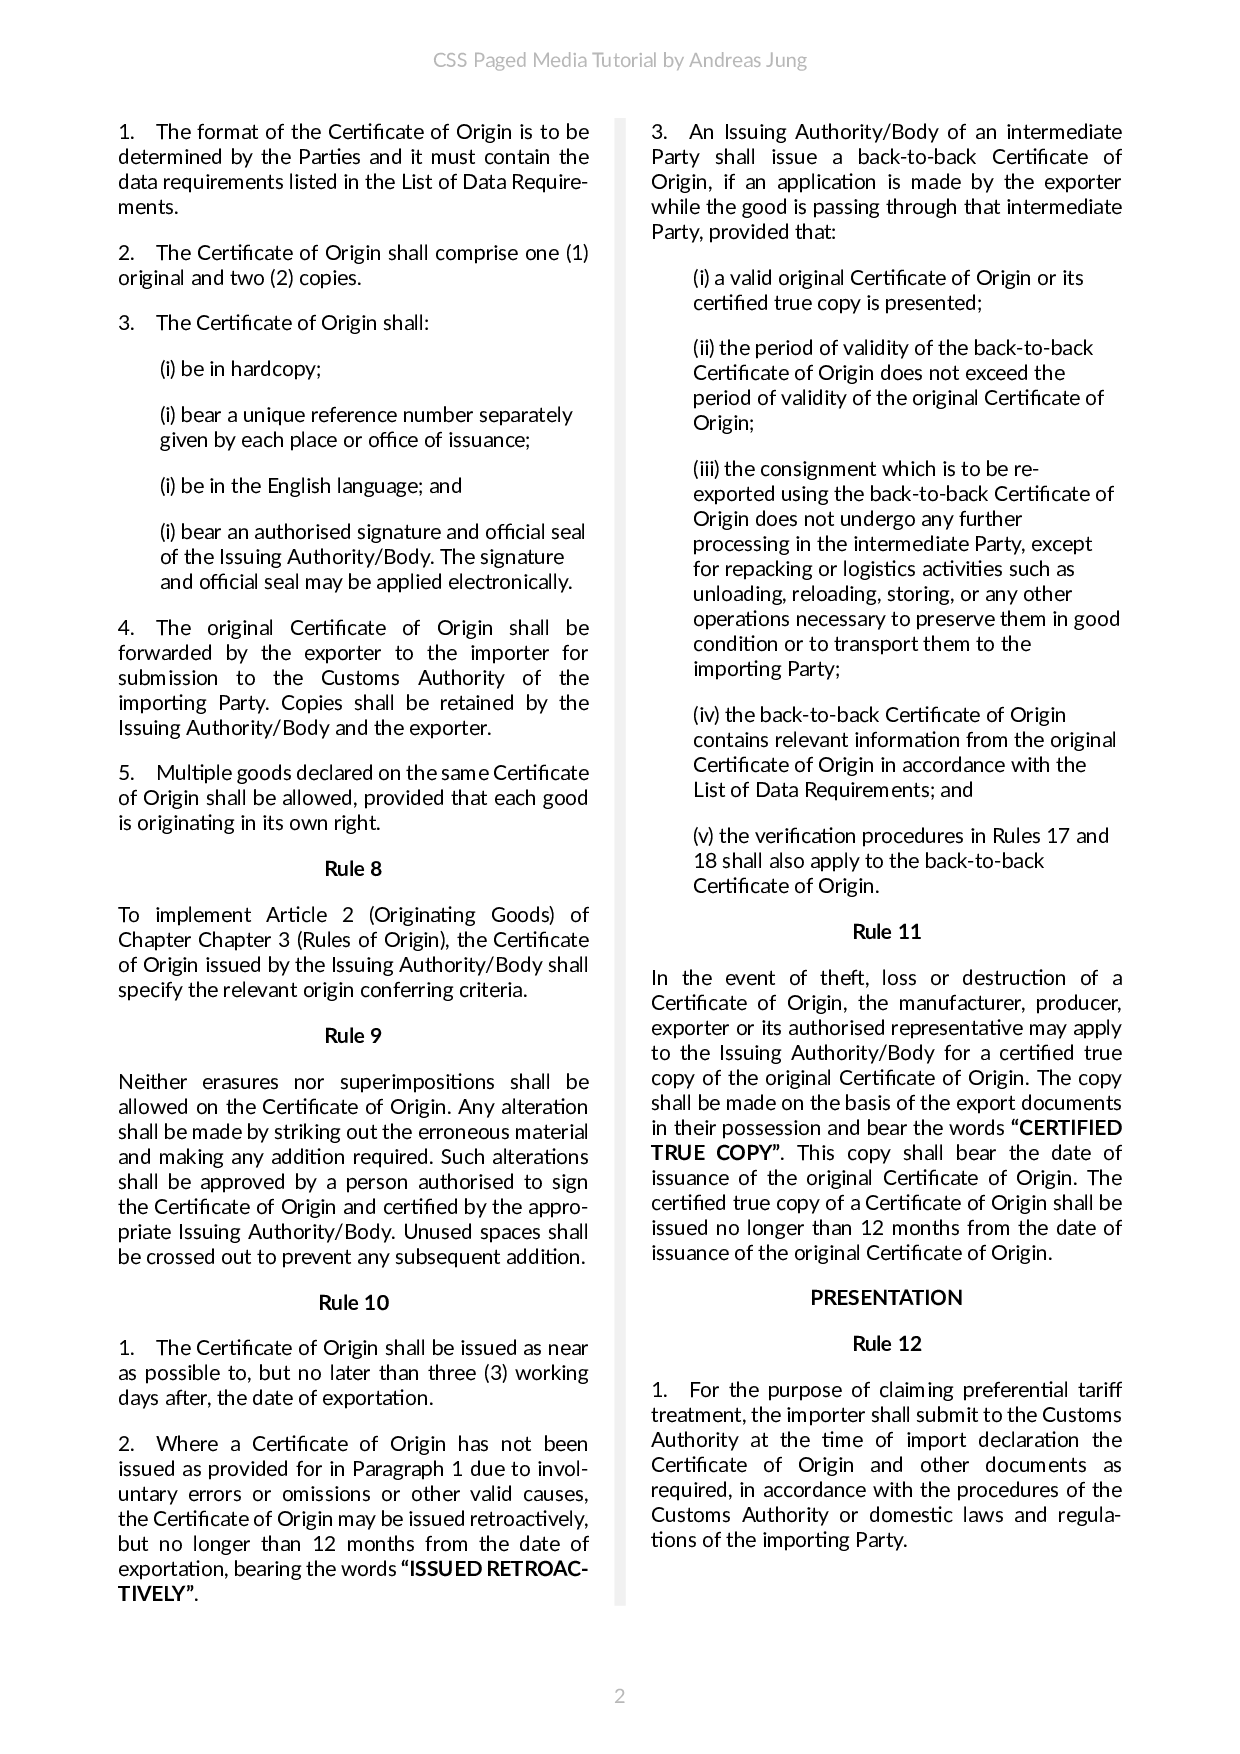 CSS Paged Media Tutorial by Andreas Jung
1. The format of the Certificate of Origin is to be
determined by the Parties and it must contain the
data requirements listed in the List of Data Require-
ments.
2. The Certificate of Origin shall comprise one (1)
original and two (2) copies.
3. The Certificate of Origin shall:
(i) be in hardcopy;
(i) bear a unique reference number separately
given by each place or office of issuance;
(i) be in the English language; and
(i) bear an authorised signature and official seal
of the Issuing Authority/Body. The signature
and official seal may be applied electronically.
4. The original Certificate of Origin shall be
forwarded by the exporter to the importer for
submission to the Customs Authority of the
importing Party. Copies shall be retained by the
Issuing Authority/Body and the exporter.
5. Multiple goods declared on the same Certificate
of Origin shall be allowed, provided that each good
is originating in its own right.
Rule 8
To implement Article 2 (Originating Goods) of
Chapter Chapter 3 (Rules of Origin), the Certificate
of Origin issued by the Issuing Authority/Body shall
specify the relevant origin conferring criteria.
Rule 9
Neither erasures nor superimpositions shall be
allowed on the Certificate of Origin. Any alteration
shall be made by striking out the erroneous material
and making any addition required. Such alterations
shall be approved by a person authorised to sign
the Certificate of Origin and certified by the appro-
priate Issuing Authority/Body. Unused spaces shall
be crossed out to prevent any subsequent addition.
Rule 10
1. The Certificate of Origin shall be issued as near
as possible to, but no later than three (3) working
days after, the date of exportation.
2. Where a Certificate of Origin has not been
issued as provided for in Paragraph 1 due to invol-
untary errors or omissions or other valid causes,
the Certificate of Origin may be issued retroactively,
but no longer than 12 months from the date of
exportation, bearing the words “ISSUED RETROAC-
TIVELY”.
3. An Issuing Authority/Body of an intermediate
Party shall issue a back-to-back Certificate of
Origin, if an application is made by the exporter
while the good is passing through that intermediate
Party, provided that:
(i) a valid original Certificate of Origin or its
certified true copy is presented;
(ii) the period of validity of the back-to-back
Certificate of Origin does not exceed the
period of validity of the original Certificate of
Origin;
(iii) the consignment which is to be re-
exported using the back-to-back Certificate of
Origin does not undergo any further
processing in the intermediate Party, except
for repacking or logistics activities such as
unloading, reloading, storing, or any other
operations necessary to preserve them in good
condition or to transport them to the
importing Party;
(iv) the back-to-back Certificate of Origin
contains relevant information from the original
Certificate of Origin in accordance with the
List of Data Requirements; and
(v) the verification procedures in Rules 17 and
18 shall also apply to the back-to-back
Certificate of Origin.
Rule 11
In the event of theft, loss or destruction of a
Certificate of Origin, the manufacturer, producer,
exporter or its authorised representative may apply
to the Issuing Authority/Body for a certified true
copy of the original Certificate of Origin. The copy
shall be made on the basis of the export documents
in their possession and bear the words “CERTIFIED
TRUE COPY”. This copy shall bear the date of
issuance of the original Certificate of Origin. The
certified true copy of a Certificate of Origin shall be
issued no longer than 12 months from the date of
issuance of the original Certificate of Origin.
PRESENTATION
Rule 12
1. For the purpose of claiming preferential tariff
treatment, the importer shall submit to the Customs
Authority at the time of import declaration the
Certificate of Origin and other documents as
required, in accordance with the procedures of the
Customs Authority or domestic laws and regula-
tions of the importing Party.
2